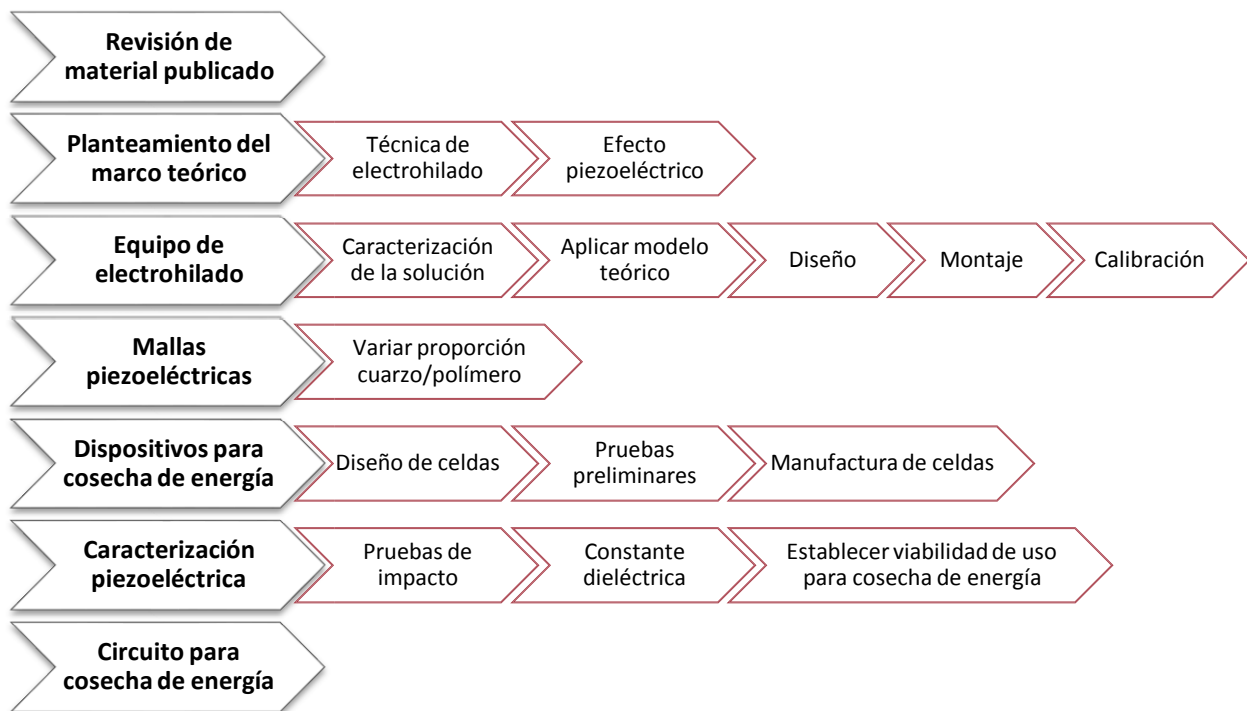 Revisión de
material publicado
Planteamiento del
marco teórico
Técnica de
electrohilado
Efecto
piezoeléctrico
Equipo de
electrohilado
Caracterización
de la solución
Aplicar modelo
teórico
Diseño
Montaje
Calibración
Mallas
piezoeléctricas
Variar proporción
cuarzo/polímero
Dispositivos para
cosecha de energía
Diseño de celdas
Pruebas
preliminares
Manufactura de celdas
Caracterización
piezoeléctrica
Pruebas de
impacto
Constante
dieléctrica
Establecer viabilidad de uso
para cosecha de energía
Circuito para
cosecha de energía